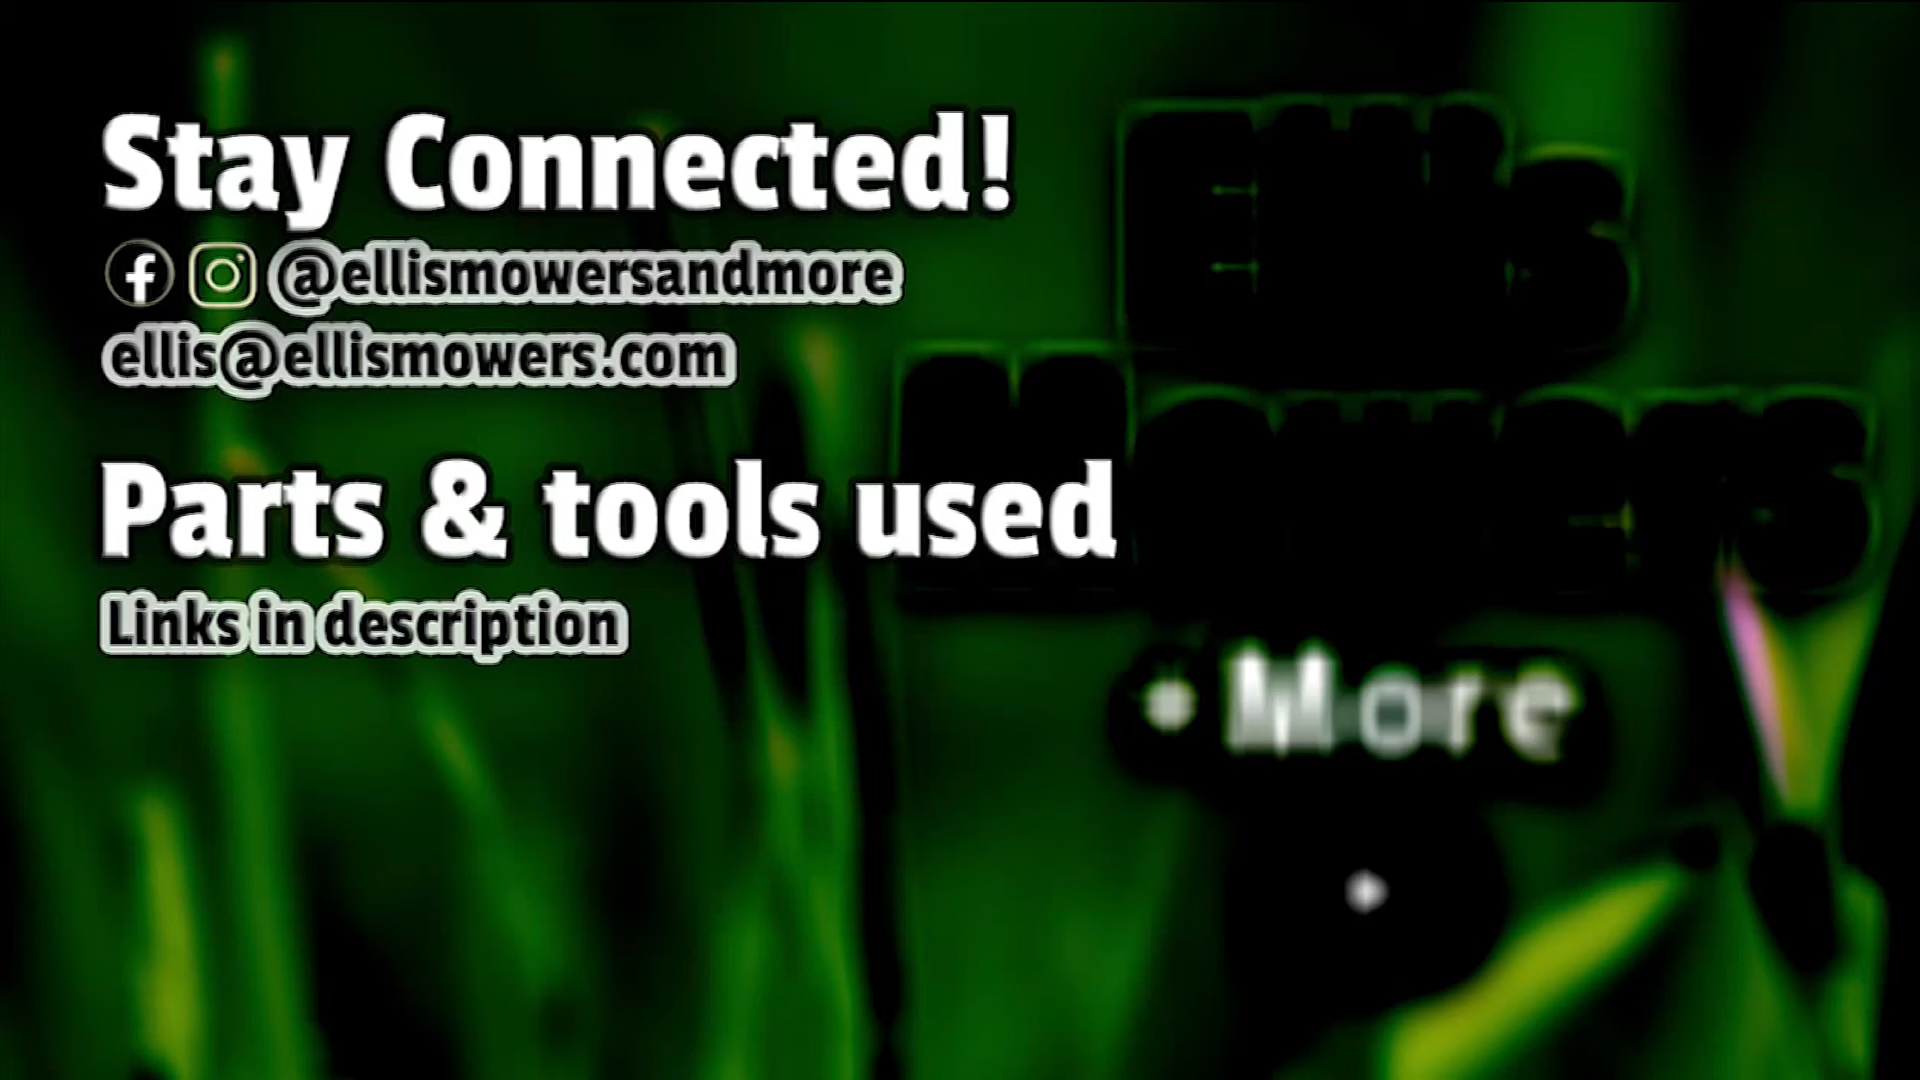 Stay Connected!
@ellismowersandmore
ellis@ellismowers.com
Parts & tools used
Links in description
More